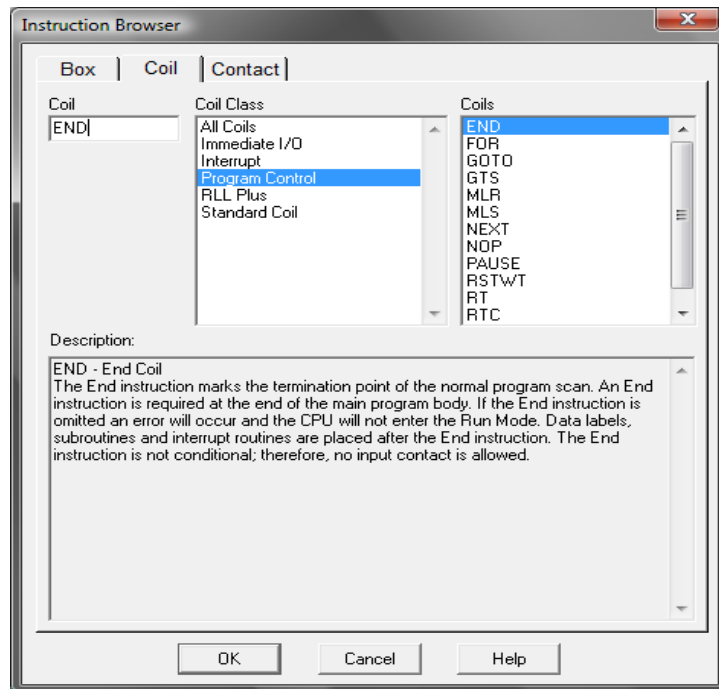 Instruction Browser
Box
Coil
Contact
Coil
END
Coil Class
All Coils
Immediate I/O
Interrupt
Program Control
RLL Plus
Standard Coil
Coils
END
FOR
GOTO
GTS
MLR
MLS
NEXT
NOP
PAUSE
RSTWT
RT
RTC
Description:
END - End Coil
The End instruction marks the termination point of the normal program scan. An End
instruction is required at the end of the main program body. If the End instruction is
omitted an error will occur and the CPU will not enter the Run Mode. Data labels,
subroutines and interrupt routines are placed after the End instruction. The End
instruction is not conditional; therefore, no input contact is allowed.
OK
Cancel
Help